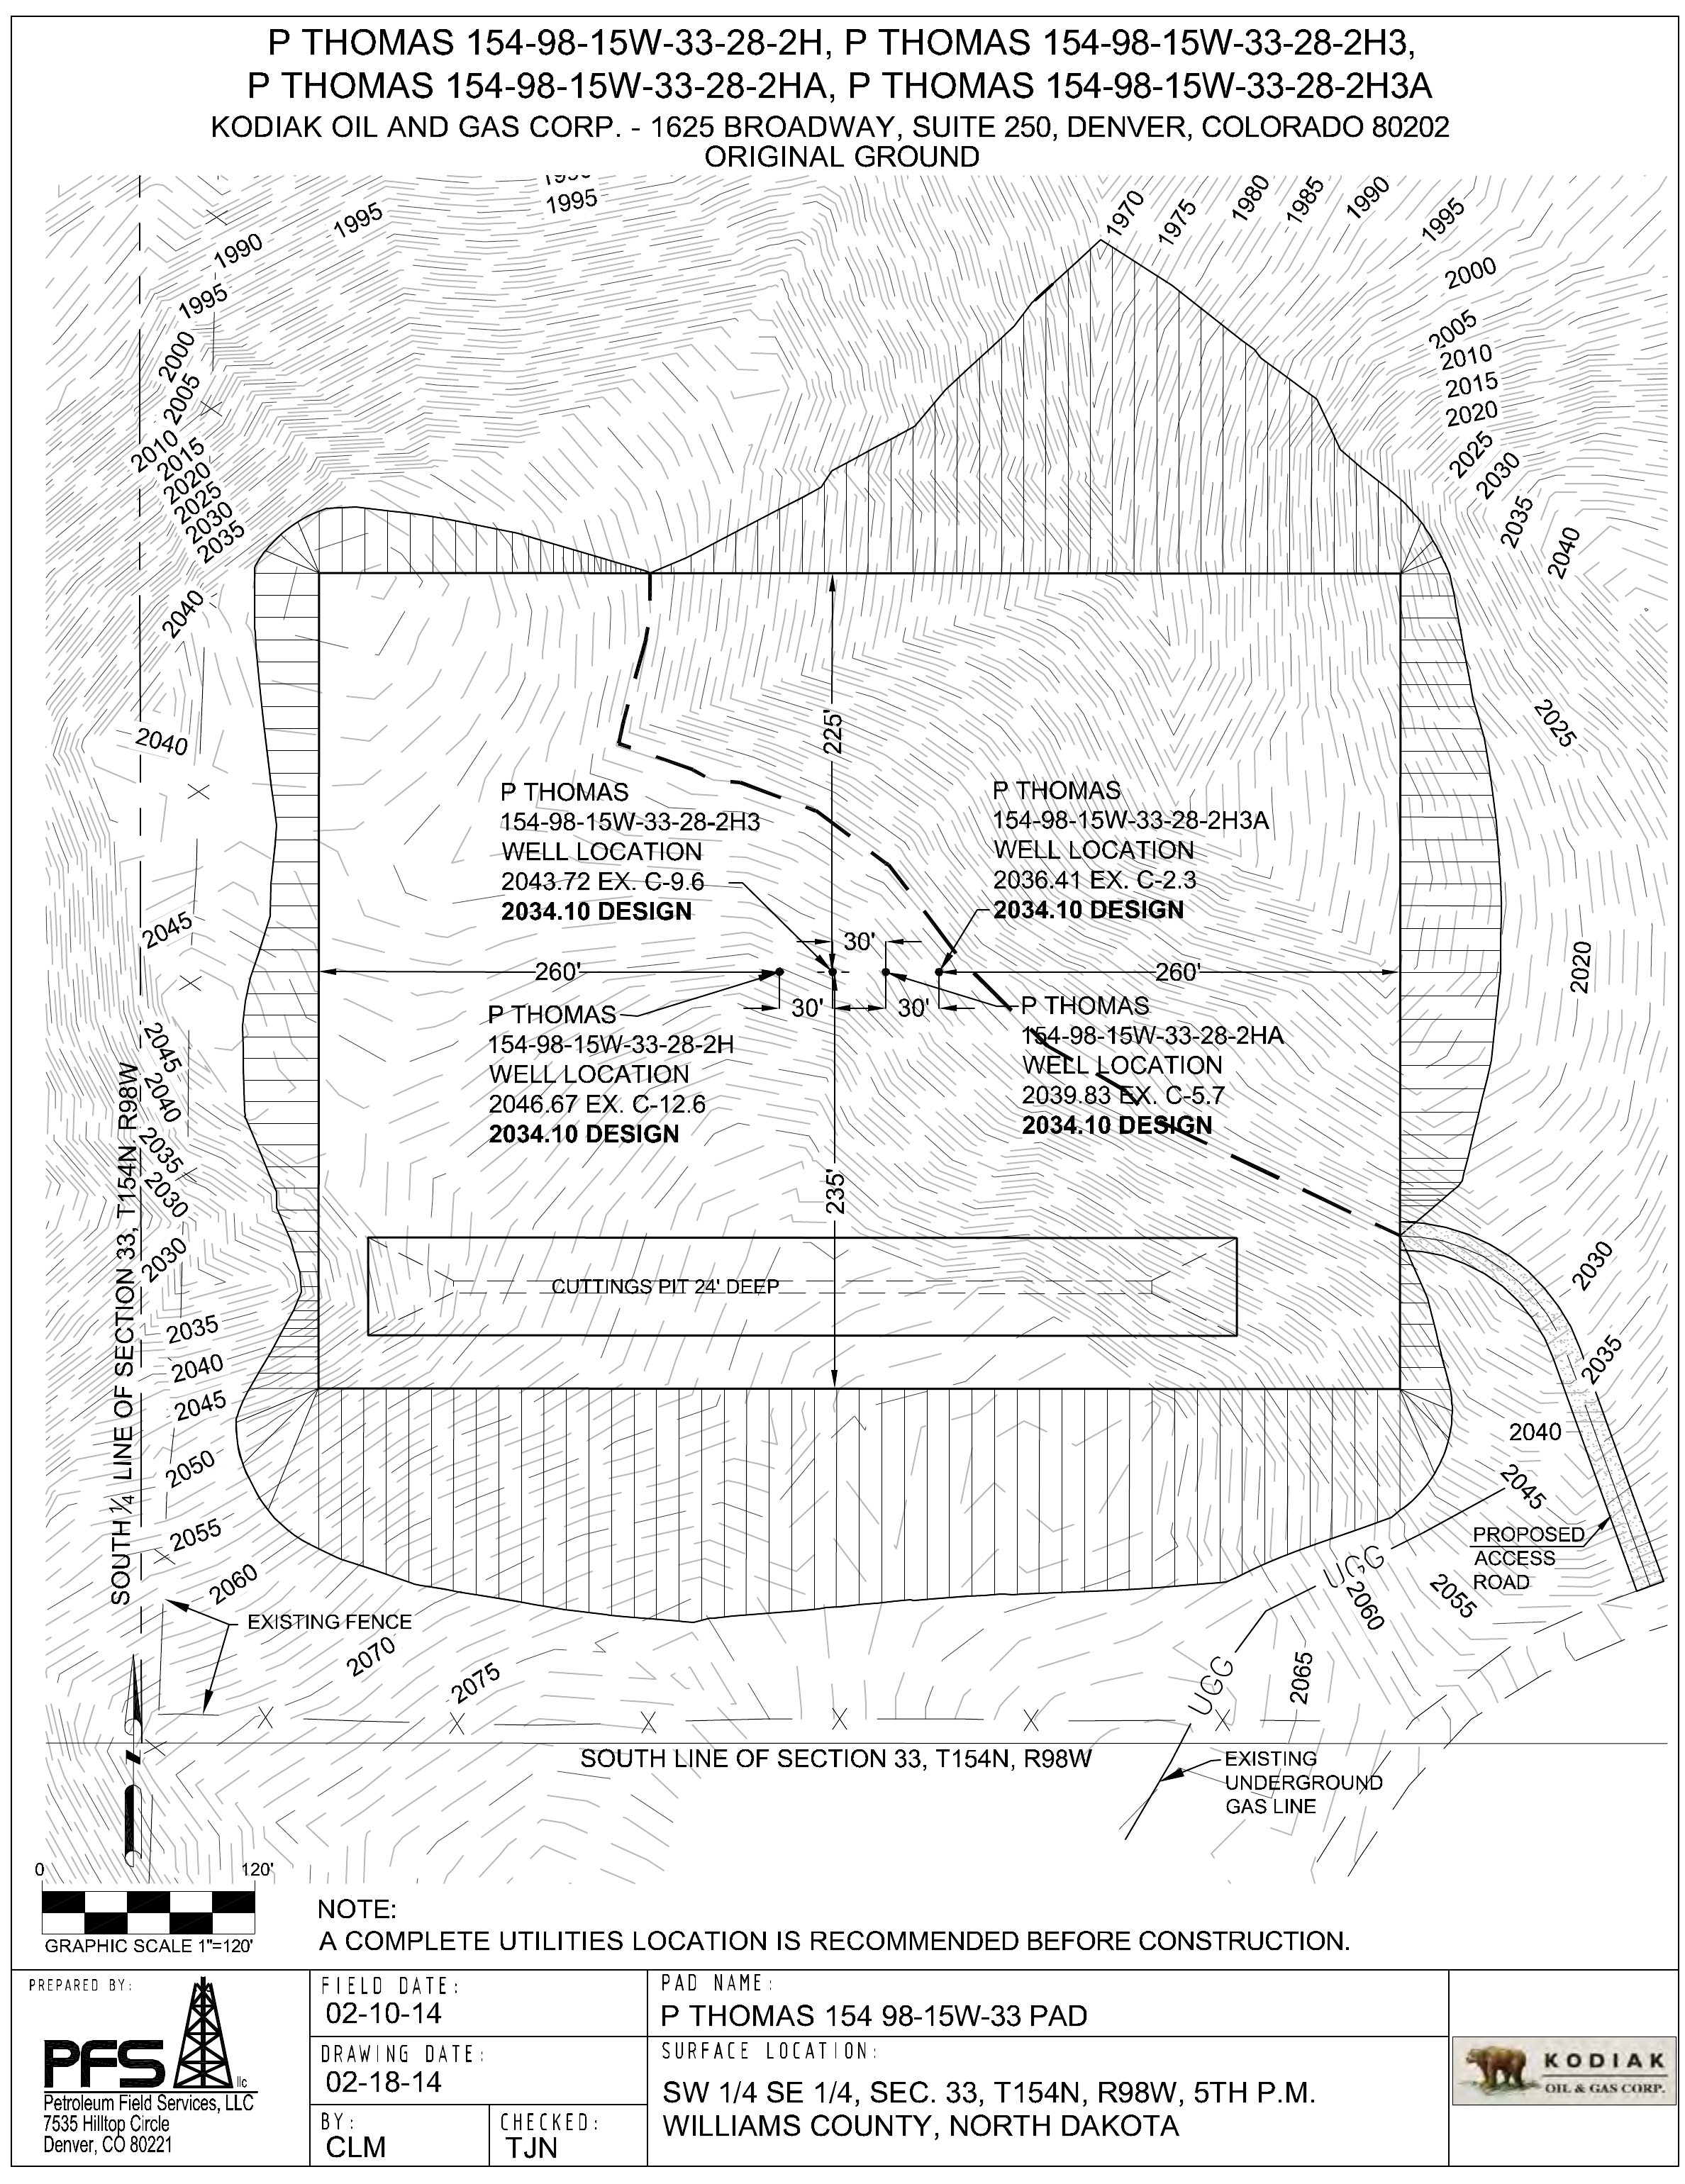 P THOMAS 154-98-15W-33-28-2H, P THOMAS 154-98-15W-33-28-2H3,
P THOMAS 154-98-15W-33-28-2HA, P THOMAS 154-98-15W-33-28-2H3A
KODIAK OIL AND GAS CORP. - 1625 BROADWAY, SUITE 250, DENVER, COLORADO 80202
ORIGINAL GROUND
1995
1995
1990
1995
1970
1975
1980
1985
1990
1995
2000
2005
2010
2015
2020
2025
2030
2035
2040
2000
2005
2010
2015
2020
2025
2030
2035
2040
2040
2045
2025
2020
225'
P THOMAS
154-98-15W-33-28-2H3
WELL LOCATION
2043.72 EX. C-9.6
2034.10 DESIGN
P THOMAS
154-98-15W-33-28-2H3A
WELL LOCATION
2036.41 EX. C-2.3
2034.10 DESIGN
30'
260'
260'
30'
30'
P THOMAS
154-98-15W-33-28-2H
WELL LOCATION
2046.67 EX. C-12.6
2034.10 DESIGN
P THOMAS
154-98-15W-33-28-2HA
WELL LOCATION
2039.83 EX. C-5.7
2034.10 DESIGN
235'
2045
2040
2035
2030
2030
2035
2040
2045
2050
2055
2060
2070
2075
SOUTH 1/4 LINE OF SECTION 33, T154N, R98W
CUTTINGS PIT 24' DEEP
2030
2035
2040
2045
2055
2060
2065
PROPOSED
ACCESS
ROAD
UGG
UGG
EXISTING FENCE
SOUTH LINE OF SECTION 33, T154N, R98W
EXISTING
UNDERGROUND
GAS LINE
0 120'
GRAPHIC SCALE 1"=120'
NOTE:
A COMPLETE UTILITIES LOCATION IS RECOMMENDED BEFORE CONSTRUCTION.
PREPARED BY:
PFS
llc
Petroleum Field Services, LLC
7535 Hilltop Circle
Denver, CO 80221
FIELD DATE:
02-10-14
DRAWING DATE:
02-18-14
BY:
CLM
CHECKED:
TJN
PAD NAME:
P THOMAS 154 98-15W-33 PAD
SURFACE LOCATION:
SW 1/4 SE 1/4, SEC. 33, T154N, R98W, 5TH P.M.
WILLIAMS COUNTY, NORTH DAKOTA
KODIAK
OIL & GAS CORP.